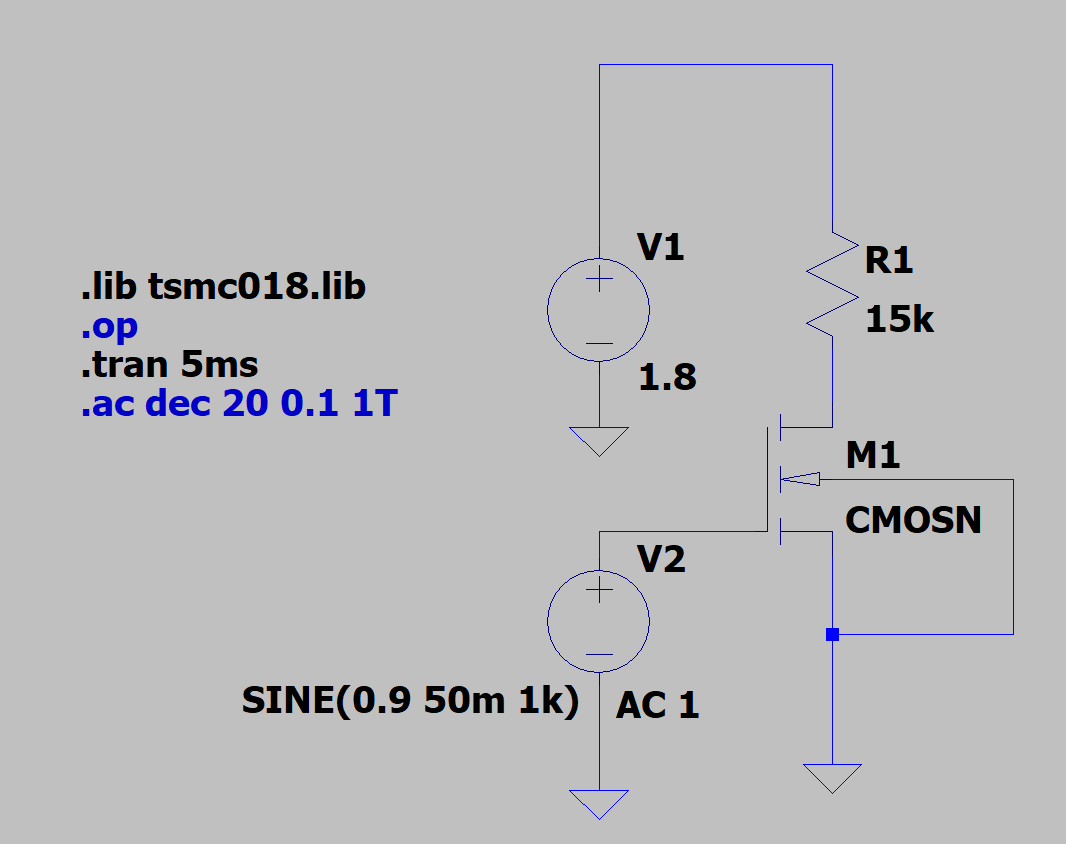 .lib tsmc018.lib
.op
.tran 5ms
.ac dec 20 0.1 1T
V1
1.8
R1
15k
M1
CMOSN
V2
SINE(0.9 50m 1k)
AC 1